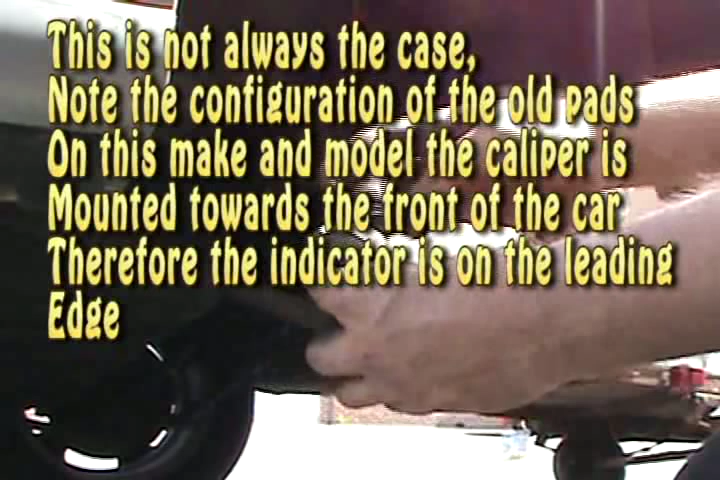 This is not always the case,
Note the configuration of the old pads
On this make and model the caliper is
Mounted towards the front of the car
Therefore the indicator is on the leading
Edge